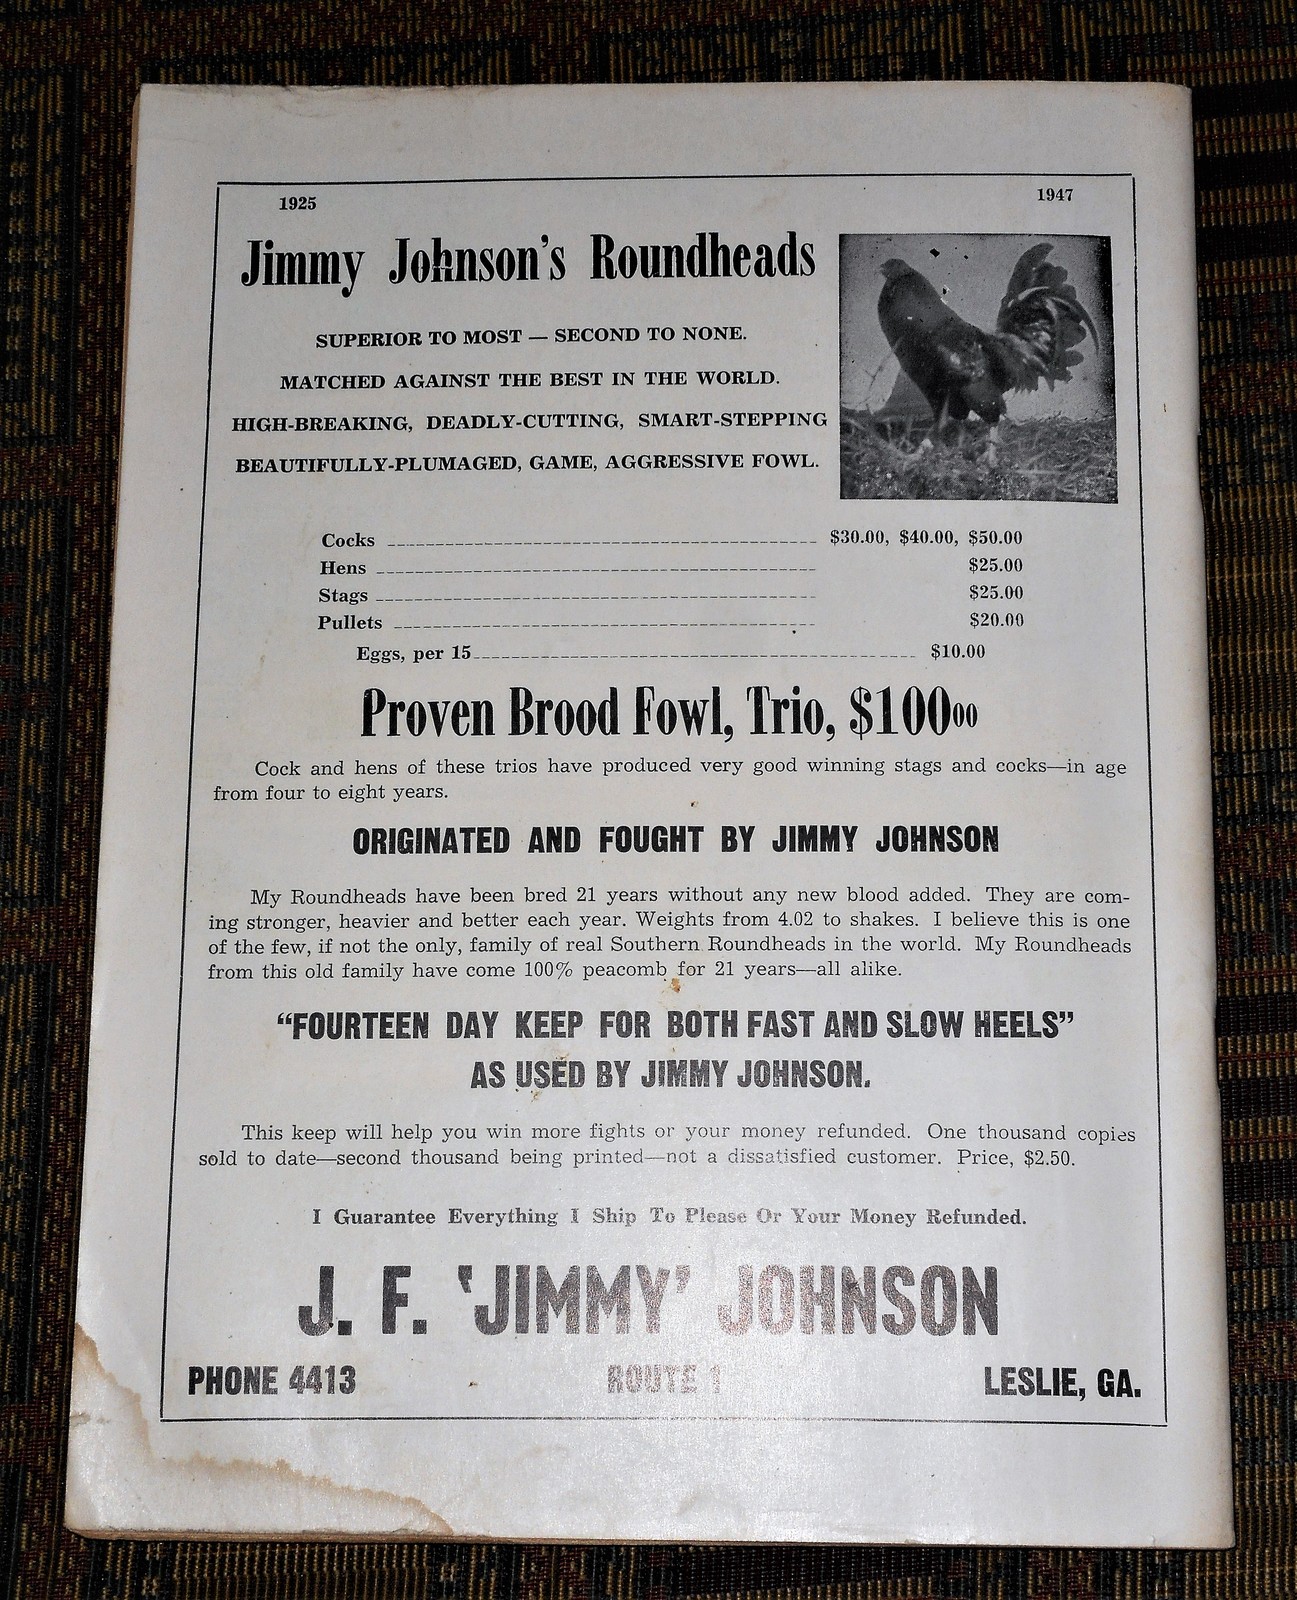 1925 1947
Jimmy Johnson's Roundheads
SUPERIOR TO MOST — SECOND TO NONE.
MATCHED AGAINST THE BEST IN THE WORLD.
HIGH-BREAKING, DEADLY-CUTTING, SMART-STEPPING
BEAUTIFULLY-PLUMAGED, GAME, AGGRESSIVE FOWL.
Cocks $30.00, $40.00, $50.00
Hens $25.00
Stags $25.00
Pullets $20.00
Eggs, per 15 $10.00
Proven Brood Fowl, Trio, $100 00
Cock and hens of these trios have produced very good winning stags and cocks—in age
from four to eight years.
ORIGINATED AND FOUGHT BY JIMMY JOHNSON
My Roundheads have been bred 21 years without any new blood added. They are com-
ing stronger, heavier and better each year. Weights from 4.02 to shakes. I believe this is one
of the few, if not the only, family of real Southern Roundheads in the world. My Roundheads
from this old family have come 100% peacomb for 21 years—all alike.
"FOURTEEN DAY KEEP FOR BOTH FAST AND SLOW HEELS"
AS USED BY JIMMY JOHNSON.
This keep will help you win more fights or your money refunded. One thousand copies
sold to date—second thousand being printed—not a dissatisfied customer. Price, $2.50.
I Guarantee Everything I Ship To Please Or Your Money Refunded.
J. F. 'JIMMY' JOHNSON
PHONE 4413 ROUTE 1 LESLIE, GA.